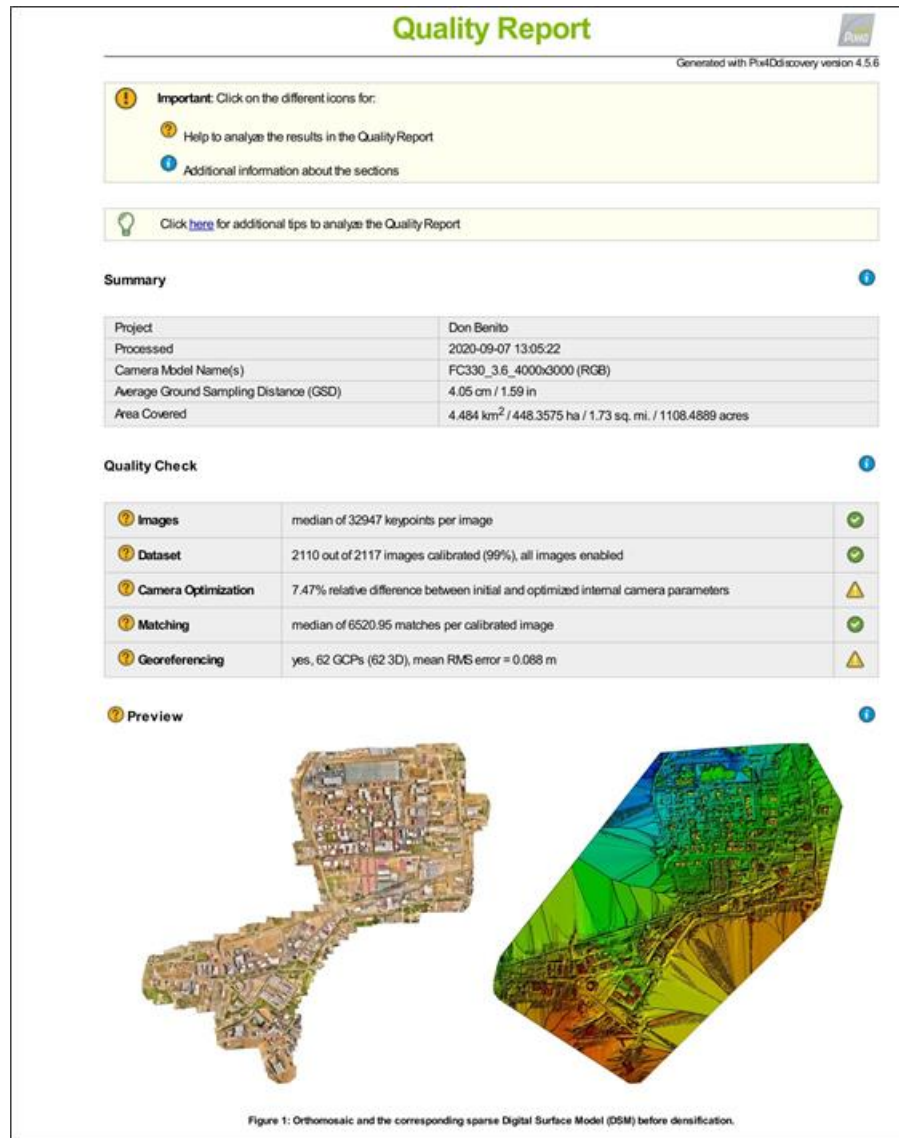 Quality Report
Generated with Pix4Ddiscovery version 4.5.6
Important: Click on the different icons for:
Help to analyze the results in the Quality Report
Additional information about the sections
Click here for additional tips to analyze the Quality Report
Summary
Project Don Benito
Processed 2020-09-07 13:05:22
Camera Model Name(s) FC330_3.6_4000x3000 (RGB)
Average Ground Sampling Distance (GSD) 4.05 cm / 1.59 in
Area Covered 4.484 km2 / 448.3575 ha / 1.73 sq. mi. / 1108.4889 acres
Quality Check
Images median of 32947 keypoints per image
Dataset 2110 out of 2117 images calibrated (99%), all images enabled
Camera Optimization 7.47% relative difference between initial and optimized internal camera parameters
Matching median of 6520.95 matches per calibrated image
Georeferencing yes, 62 GCPs (62 3D), mean RMS error = 0.088 m
Preview
Figure 1: Orthomosaic and the corresponding sparse Digital Surface Model (DSM) before densification.